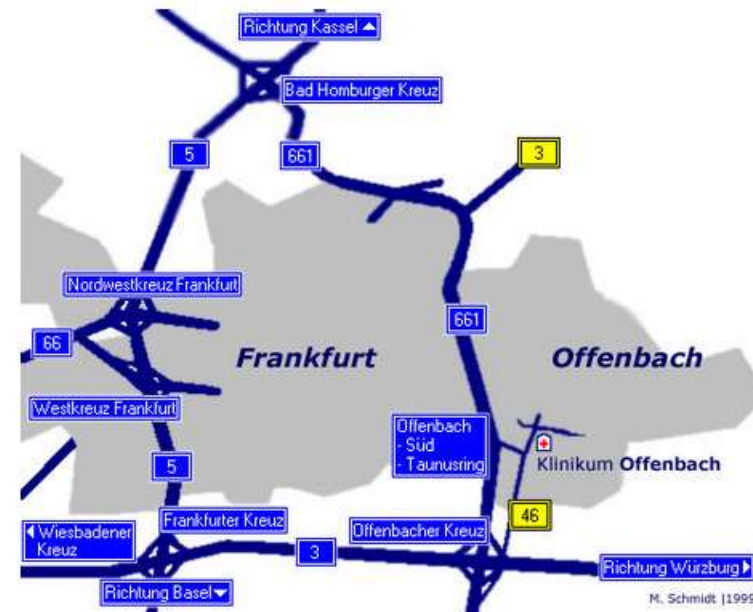 Richtung Kassel
Bad Homburger Kreuz
5
661
3
Nordwestkreuz Frankfurt
661
66
Frankfurt
Offenbach
Westkreuz Frankfurt
Offenbach
- Süd
- Taunusring
Klinikum Offenbach
5
46
Frankfurter Kreuz
Offenbacher Kreuz
Wiesbadener
Kreuz
3
Richtung Würzburg
Richtung Basel
M. Schmidt (1999